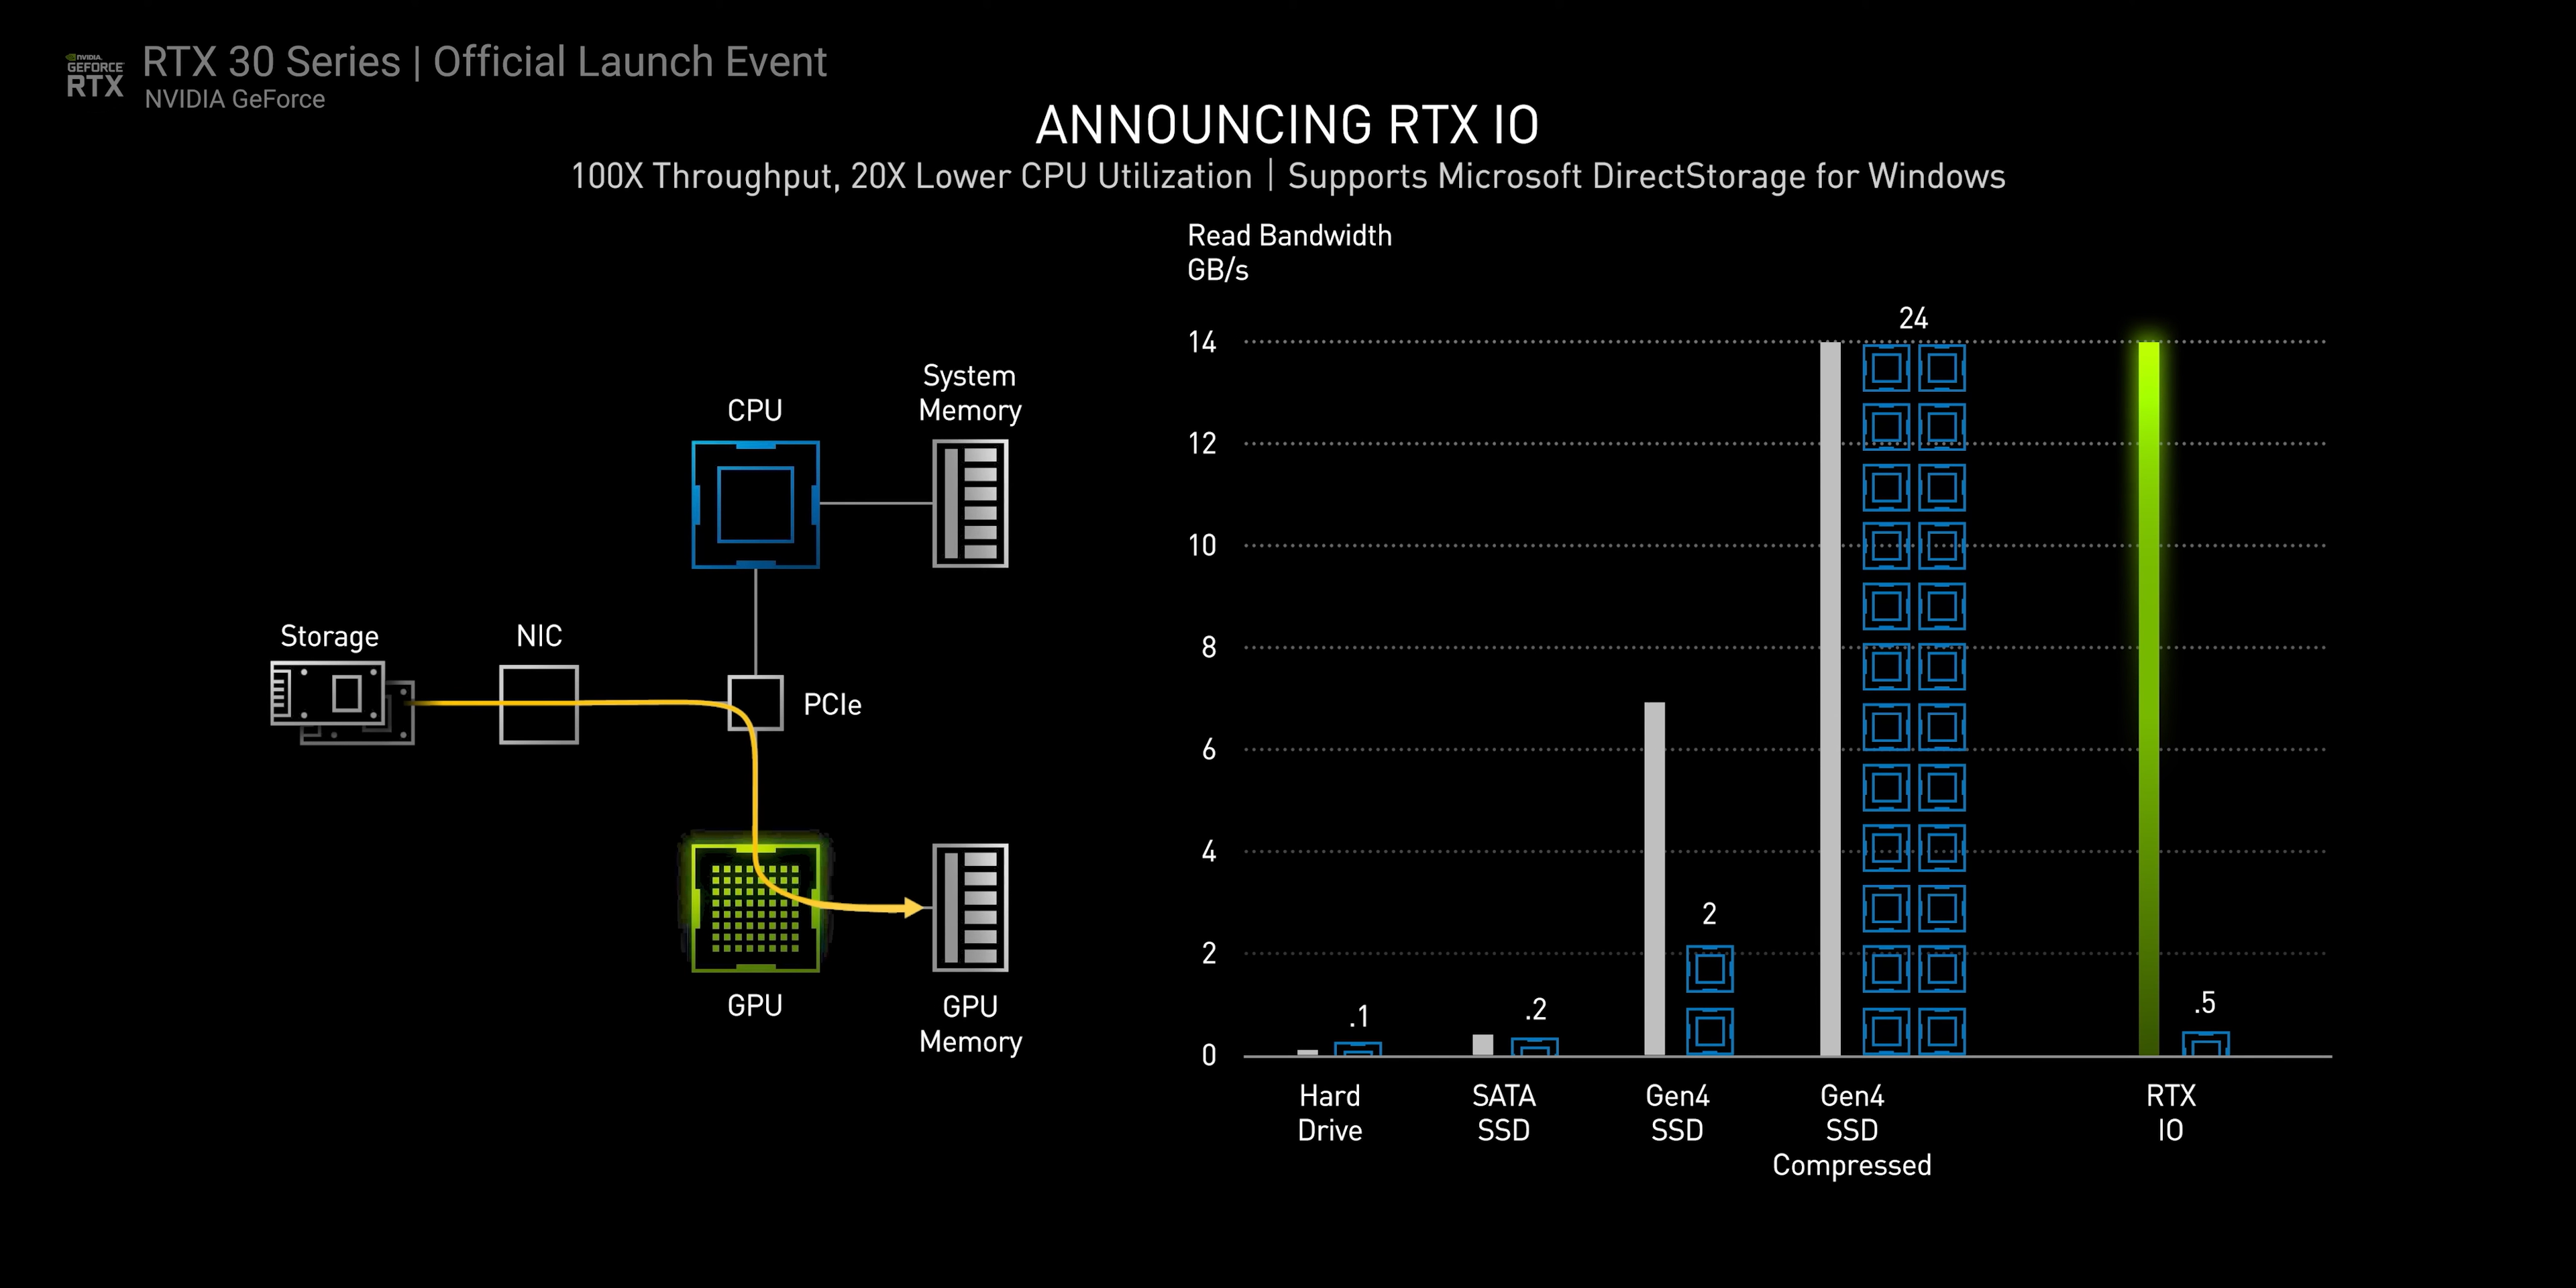 NVIDIA.
GEFORCE
RTX
RTX 30 Series | Official Launch Event
NVIDIA GeForce
ANNOUNCING RTX IO
100X Throughput, 20X Lower CPU Utilization | Supports Microsoft DirectStorage for Windows
System
Memory
CPU
Storage
NIC
PCIe
GPU
GPU
Memory
Read Bandwidth
GB/s
14
12
10
8
6
4
2
0
.1
.2
2
24
.5
Hard
Drive
SATA
SSD
Gen4
SSD
Gen4
SSD
Compressed
RTX
IO